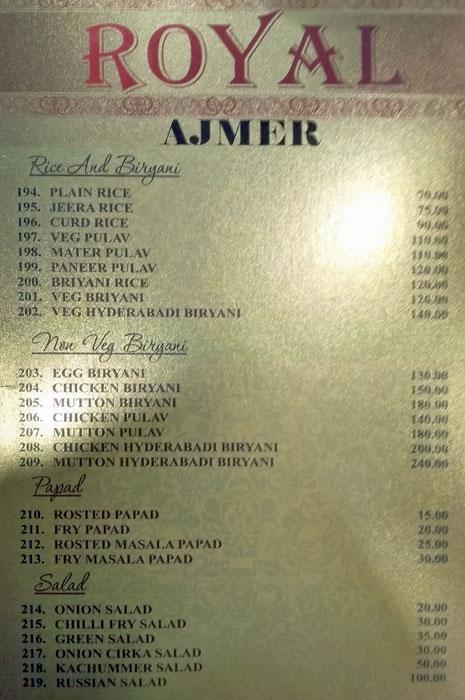 ROYAL
AJMER
Rice And Biryani
194. PLAIN RICE 70.00
195. JEERA RICE 75.00
196. CURD RICE 90.00
197. VEG PULAV 110.00
198. MATER PULAV 110.00
199. PANEER PULAV 120.00
200. BRIYANI RICE 120.00
201. VEG BRIYANI 120.00
202. VEG HYDERABADI BIRYANI 140.00
Non Veg Biryani
203. EGG BIRYANI 130.00
204. CHICKEN BIRYANI 150.00
205. MUTTON BIRYANI 180.00
206. CHICKEN PULAV 140.00
207. MUTTON PULAV 180.00
208. CHICKEN HYDERABADI BIRYANI 200.00
209. MUTTON HYDERABADI BIRYANI 240.00
Papad
210. ROSTED PAPAD 15.00
211. FRY PAPAD 20.00
212. ROSTED MASALA PAPAD 25.00
213. FRY MASALA PAPAD 30.00
Salad
214. ONION SALAD 20.00
215. CHILLI FRY SALAD 30.00
216. GREEN SALAD 35.00
217. ONION CIRKA SALAD 30.00
218. KACHUMMER SALAD 50.00
219. RUSSIAN SALAD 100.00